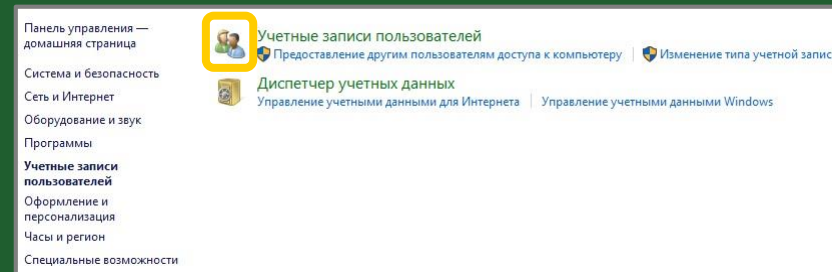 Панель управления —
домашняя страница
Система и безопасность
Сеть и Интернет
Оборудование и звук
Программы
Учетные записи
пользователей
Оформление и
персонализация
Часы и регион
Специальные возможности
Учетные записи пользователей
Предоставление другим пользователям доступа к компьютеру
Изменение типа учетной запис
Диспетчер учетных данных
Управление учетными данными для Интернета
Управление учетными данными Windows